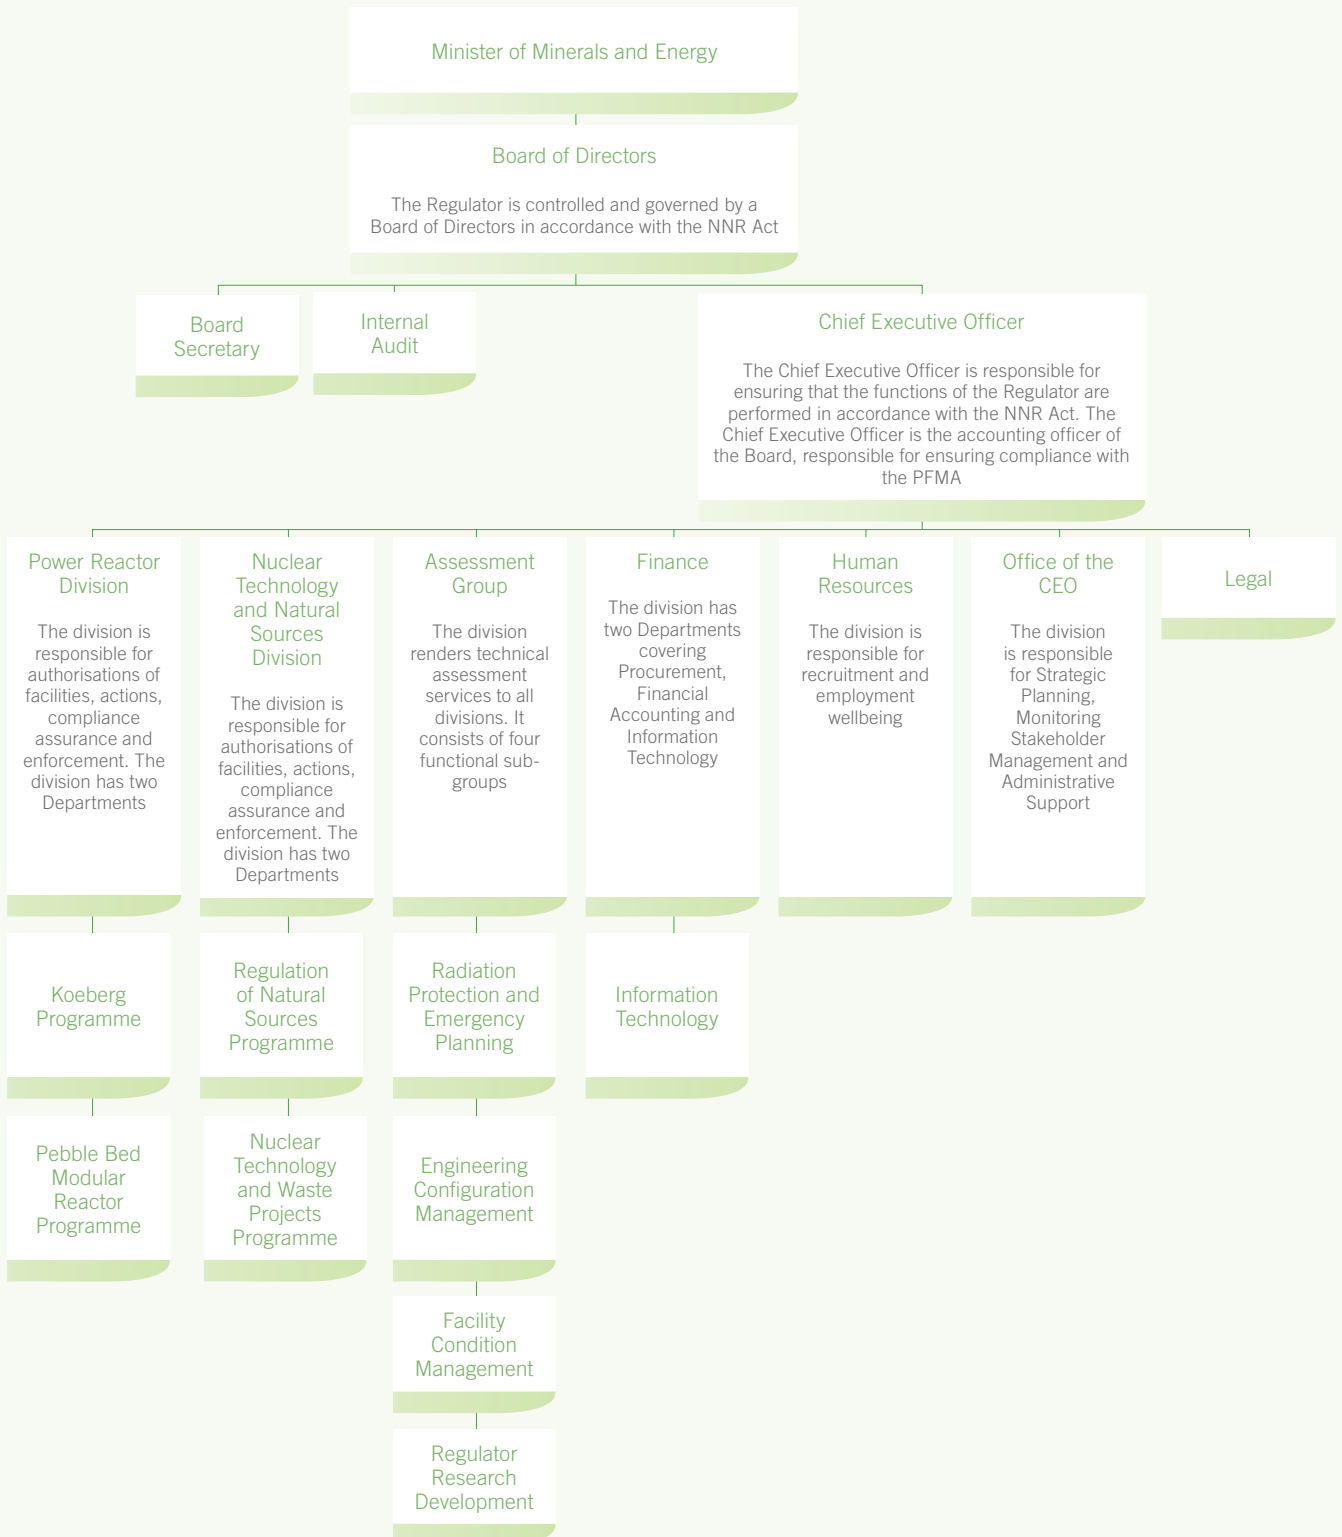 Minister of Minerals and Energy
Board of Directors
The Regulator is controlled and governed by a
Board of Directors in accordance with the NNR Act
Board
Secretary
Internal
Audit
Chief Executive Officer
The Chief Executive Officer is responsible for
ensuring that the functions of the Regulator are
performed in accordance with the NNR Act. The
Chief Executive Officer is the accounting officer of
the Board, responsible for ensuring compliance with
the PFMA
Power Reactor
Division
The division is
responsible for
authorisations of
facilities, actions,
compliance
assurance and
enforcement. The
division has two
Departments
Nuclear
Technology
and Natural
Sources
Division
The division is
responsible for
authorisations of
facilities, actions,
compliance
assurance and
enforcement. The
division has two
Departments
Assessment
Group
The division
renders technical
assessment
services to all
divisions. It
consists of four
functional sub-
groups
Finance
The division has
two Departments
covering
Procurement,
Financial
Accounting and
Information
Technology
Human
Resources
The division is
responsible for
recruitment and
employment
wellbeing
Office of the
CEO
The division
is responsible
for Strategic
Planning,
Monitoring
Stakeholder
Management and
Administrative
Support
Legal
Koeberg
Programme
Regulation
of Natural
Sources
Programme
Radiation
Protection and
Emergency
Planning
Information
Technology
Pebble Bed
Modular
Reactor
Programme
Nuclear
Technology
and Waste
Projects
Programme
Engineering
Configuration
Management
Facility
Condition
Management
Regulator
Research
Development